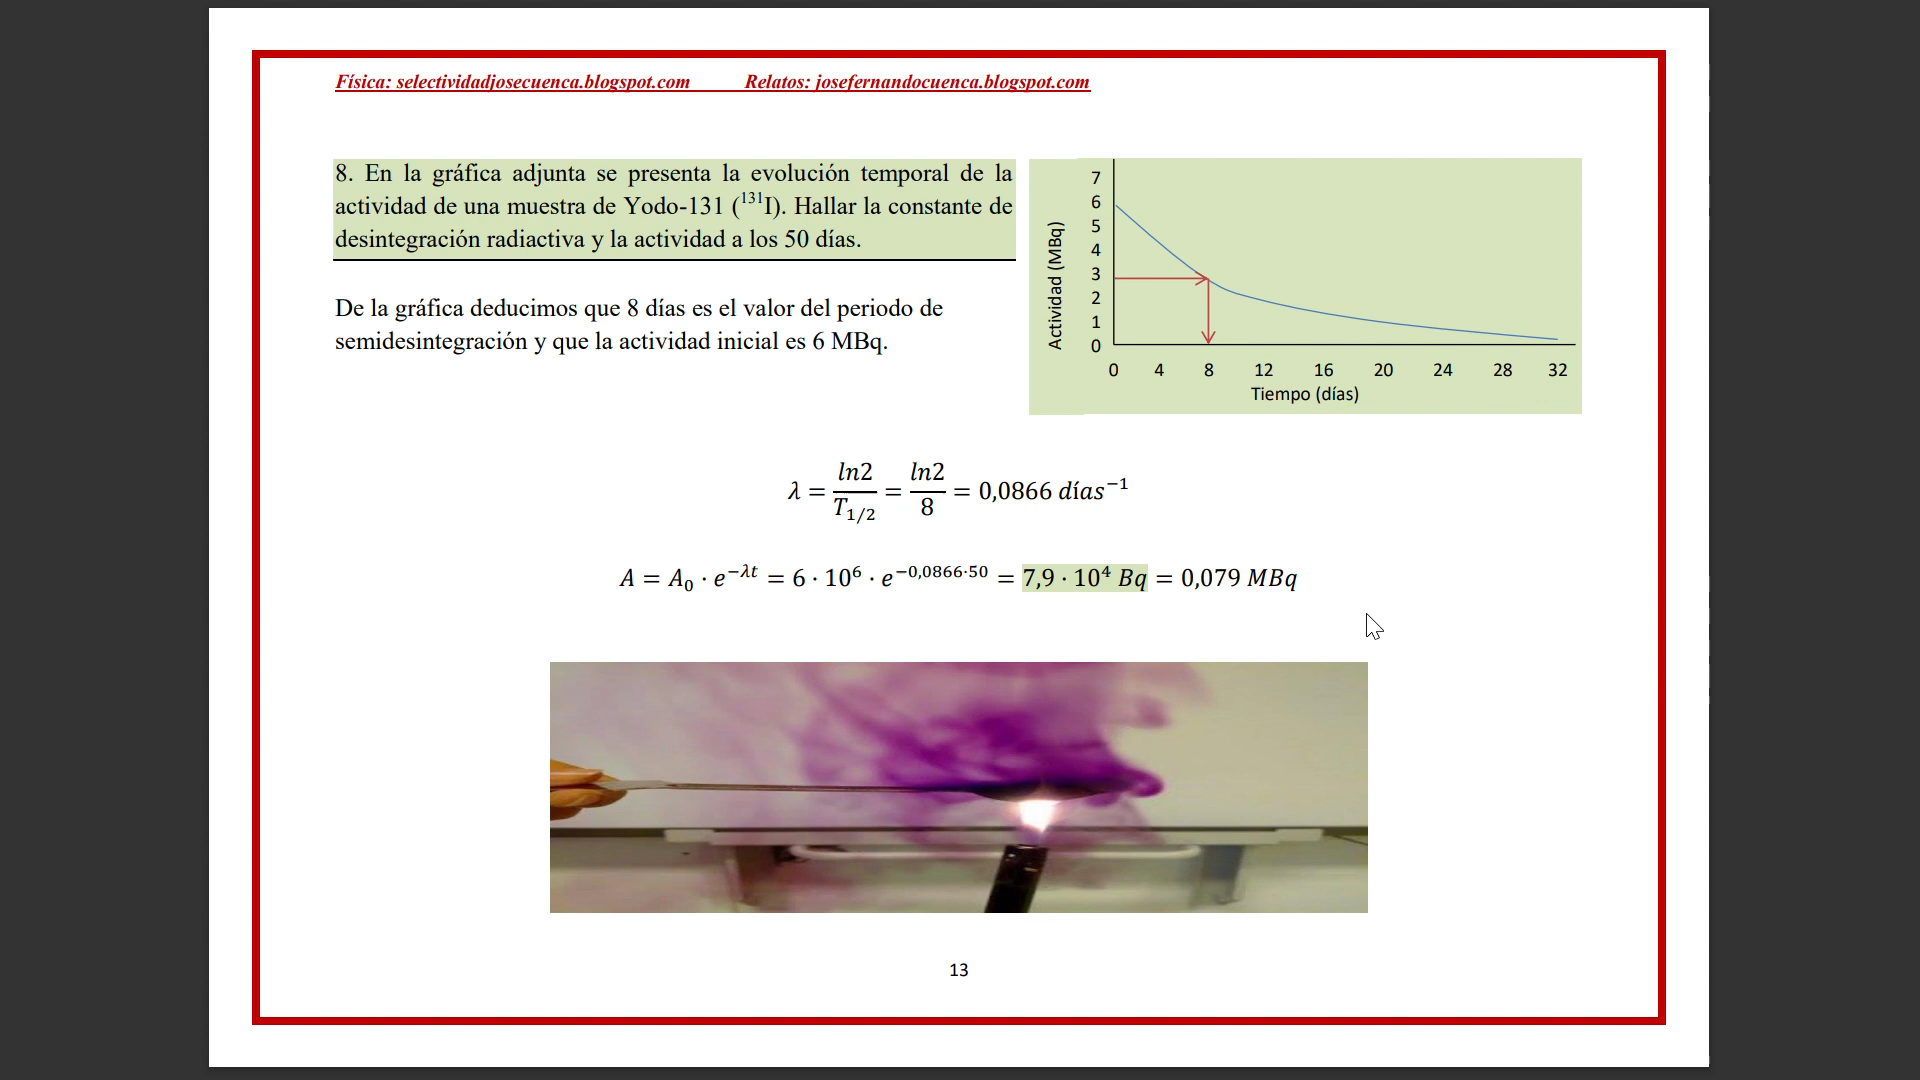 Física: selectividadjosecuenca.blogspot.com Relatos: josefernandocuenca.blogspot.com
8. En la gráfica adjunta se presenta la evolución temporal de la
actividad de una muestra de Yodo-131 (¹³¹I). Hallar la constante de
desintegración radiactiva y la actividad a los 50 días.
De la gráfica deducimos que 8 días es el valor del periodo de
semidesintegración y que la actividad inicial es 6 MBq.
Actividad (MBq)
7
6
5
4
3
2
1
0
0 4 8 12 16 20 24 28 32
Tiempo (días)
λ = ln2/T₁/₂ = ln2/8 = 0,0866 días⁻¹
A = A₀ · e^(−λt) = 6 · 10⁶ · e^(−0,0866·50) = 7,9 · 10⁴ Bq = 0,079 MBq
13